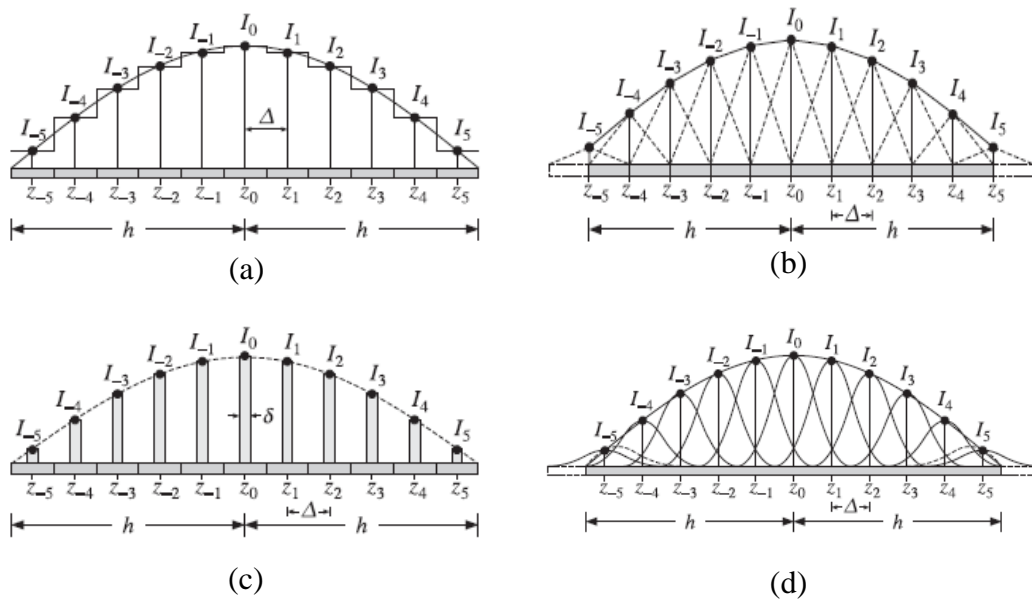 I₀
I₋₁ I₁
I₋₂ I₂
I₋₃ I₃
I₋₄ I₄
I₋₅ I₅
Δ
z₋₅ z₋₄ z₋₃ z₋₂ z₋₁ z₀ z₁ z₂ z₃ z₄ z₅
h h
(a)
I₀
I₋₁ I₁
I₋₂ I₂
I₋₃ I₃
I₋₄ I₄
I₋₅ I₅
z₋₅ z₋₄ z₋₃ z₋₂ z₋₁ z₀ z₁ z₂ z₃ z₄ z₅
Δ
h h
(b)
I₀
I₋₁ I₁
I₋₂ I₂
I₋₃ I₃
I₋₄ I₄
I₋₅ I₅
δ
z₋₅ z₋₄ z₋₃ z₋₂ z₋₁ z₀ z₁ z₂ z₃ z₄ z₅
Δ
h h
(c)
I₀
I₋₁ I₁
I₋₂ I₂
I₋₃ I₃
I₋₄ I₄
I₋₅ I₅
z₋₅ z₋₄ z₋₃ z₋₂ z₋₁ z₀ z₁ z₂ z₃ z₄ z₅
Δ
h h
(d)